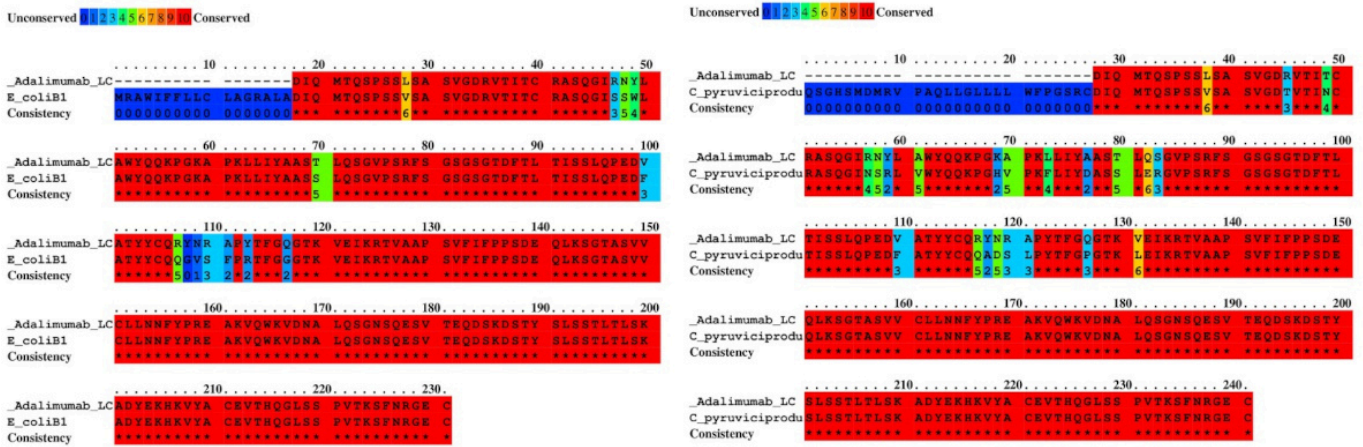 Unconserved 0 1 2 3 4 5 6 7 8 9 10 Conserved
. . . . . . . . . 10 . . . . . . . . . 20 . . . . . . . . . 30 . . . . . . . . . 40 . . . . . . . . . 50
_Adalimumab_LC ---------- -------DIQ MTQSPSSLSA SVGDRVTITC RASQGIRNYL
E_coliB1 MRAWIFFLLC LAGRALADIQ MTQSPSSVSA SVGDRVTITC RASQGISSWL
Consistency 0000000000 0000000*** *******6** ********** ******354*
. . . . . . . . . 60 . . . . . . . . . 70 . . . . . . . . . 80 . . . . . . . . . 90 . . . . . . . . . 100
_Adalimumab_LC AWYQQKPGKA PKLLIYAAST LQSGVPSRFS GSGSGTDFTL TISSLQPEDV
E_coliB1 AWYQQKPGKA PKLLIYAASS LQSGVPSRFS GSGSGTDFTL TISSLQPEDF
Consistency ********** *********5 ********** ********** *********3
. . . . . . . . . 110 . . . . . . . . . 120 . . . . . . . . . 130 . . . . . . . . . 140 . . . . . . . . . 150
_Adalimumab_LC ATYYCQRYNR APYTFGQGTK VEIKRTVAAP SVFIFPPSDE QLKSGTASVV
E_coliB1 ATYYCQQGVS FPRTFGGGTK VEIKRTVAAP SVFIFPPSDE QLKSGTASVV
Consistency ******5013 2*2***2*** ********** ********** **********
. . . . . . . . . 160 . . . . . . . . . 170 . . . . . . . . . 180 . . . . . . . . . 190 . . . . . . . . . 200
_Adalimumab_LC CLLNNFYPRE AKVQWKVDNA LQSGNSQESV TEQDSKDSTY SLSSTLTLSK
E_coliB1 CLLNNFYPRE AKVQWKVDNA LQSGNSQESV TEQDSKDSTY SLSSTLTLSK
Consistency ********** ********** ********** ********** **********
. . . . . . . . . 210 . . . . . . . . . 220 . . . . . . . . . 230 .
_Adalimumab_LC ADYEKHKVYA CEVTHQGLSS PVTKSFNRGE C
E_coliB1 ADYEKHKVYA CEVTHQGLSS PVTKSFNRGE C
Consistency ********** ********** ********** *
Unconserved 0 1 2 3 4 5 6 7 8 9 10 Conserved
. . . . . . . . . 10 . . . . . . . . . 20 . . . . . . . . . 30 . . . . . . . . . 40 . . . . . . . . . 50
_Adalimumab_LC ---------- ---------- -------DIQ MTQSPSSLSA SVGDRVTITC
C_pyruviciprodu QSGHSMDMRV PAQLLGLLLL WFPGSRCDIQ MTQSPSSVSA SVGDTVTINC
Consistency 0000000000 0000000000 0000000*** *******6** ****3***4*
. . . . . . . . . 60 . . . . . . . . . 70 . . . . . . . . . 80 . . . . . . . . . 90 . . . . . . . . . 100
_Adalimumab_LC RASQGIRNYL AWYQQKPGKA PKLLIYAAST LQSGVPSRFS GSGSGTDFTL
C_pyruviciprodu RASQGINSRL VWYQQKPGHV PKFLIYDASS LERGVPSRFS GSGSGTDFTL
Consistency ******452* 5*******25 **4***2**5 *63******* **********
. . . . . . . . . 110 . . . . . . . . . 120 . . . . . . . . . 130 . . . . . . . . . 140 . . . . . . . . . 150
_Adalimumab_LC TISSLQPEDV ATYYCQRYNR APYTFGQGTK VEIKRTVAAP SVFIFPPSDE
C_pyruviciprodu TISSLQPEDF ATYYCQQADS LPYTFGPGTK LEIKRTVAAP SVFIFPPSDE
Consistency *********3 ******5253 3*****3*** 6********* **********
. . . . . . . . . 160 . . . . . . . . . 170 . . . . . . . . . 180 . . . . . . . . . 190 . . . . . . . . . 200
_Adalimumab_LC QLKSGTASVV CLLNNFYPRE AKVQWKVDNA LQSGNSQESV TEQDSKDSTY
C_pyruviciprodu QLKSGTASVV CLLNNFYPRE AKVQWKVDNA LQSGNSQESV TEQDSKDSTY
Consistency ********** ********** ********** ********** **********
. . . . . . . . . 210 . . . . . . . . . 220 . . . . . . . . . 230 . . . . . . . . . 240 .
_Adalimumab_LC SLSSTLTLSK ADYEKHKVYA CEVTHQGLSS PVTKSFNRGE C
C_pyruviciprodu SLSSTLTLSK ADYEKHKVYA CEVTHQGLSS PVTKSFNRGE C
Consistency ********** ********** ********** ********** *